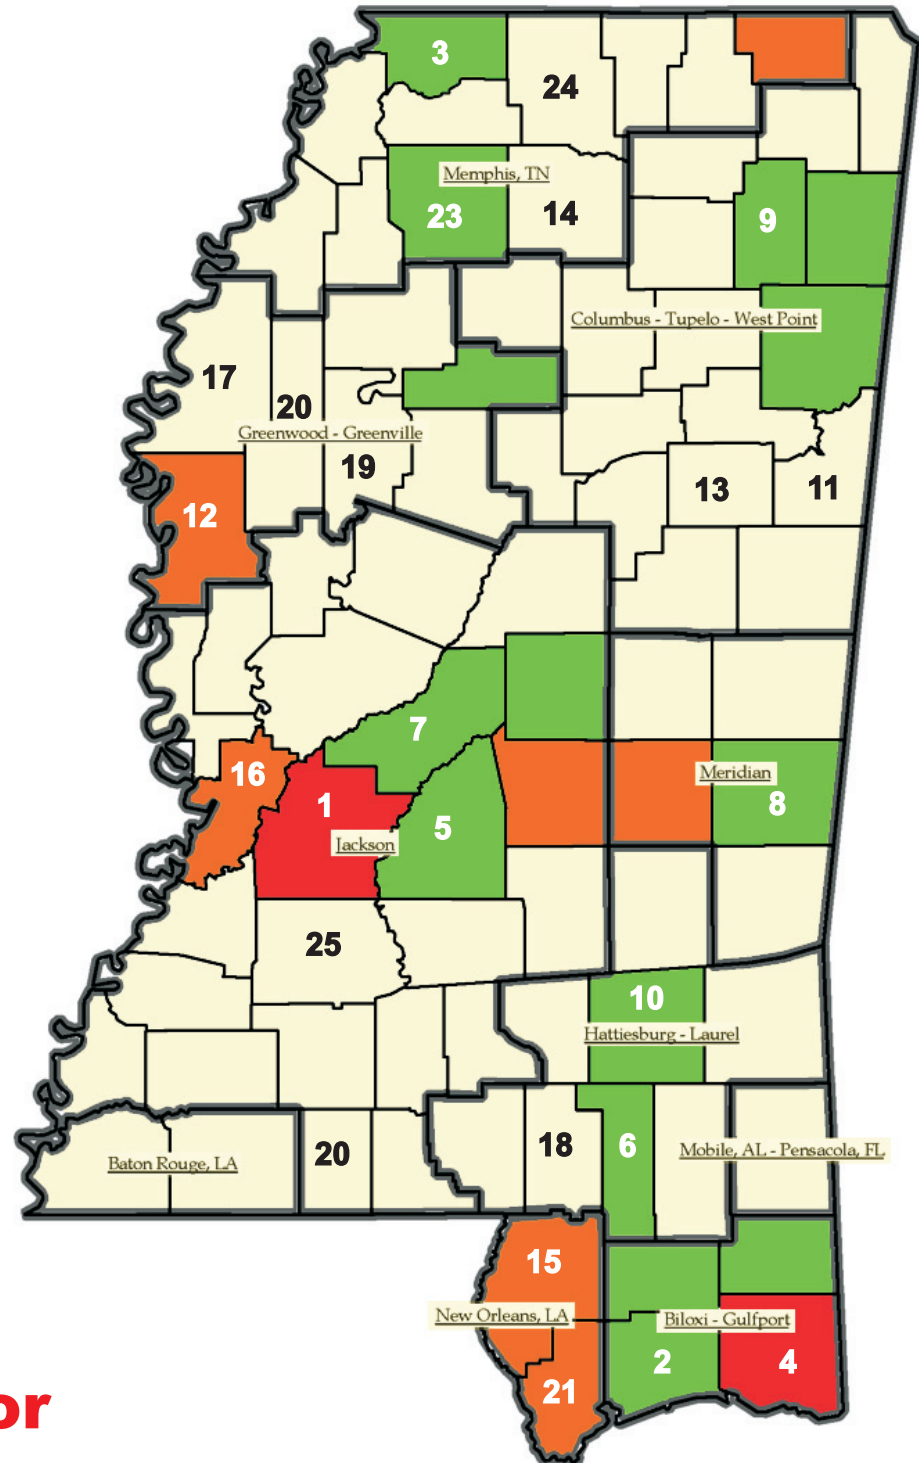 3
24
Memphis, TN
23
14
9
Columbus - Tupelo - West Point
17
20
Greenwood - Greenville
19
13
11
12
7
16
Meridian
1
8
5
Jackson
25
10
Hattiesburg - Laurel
20
18
6
Mobile, AL - Pensacola, FL
Baton Rouge, LA
15
New Orleans, LA
Biloxi - Gulfport
2
4
21
or